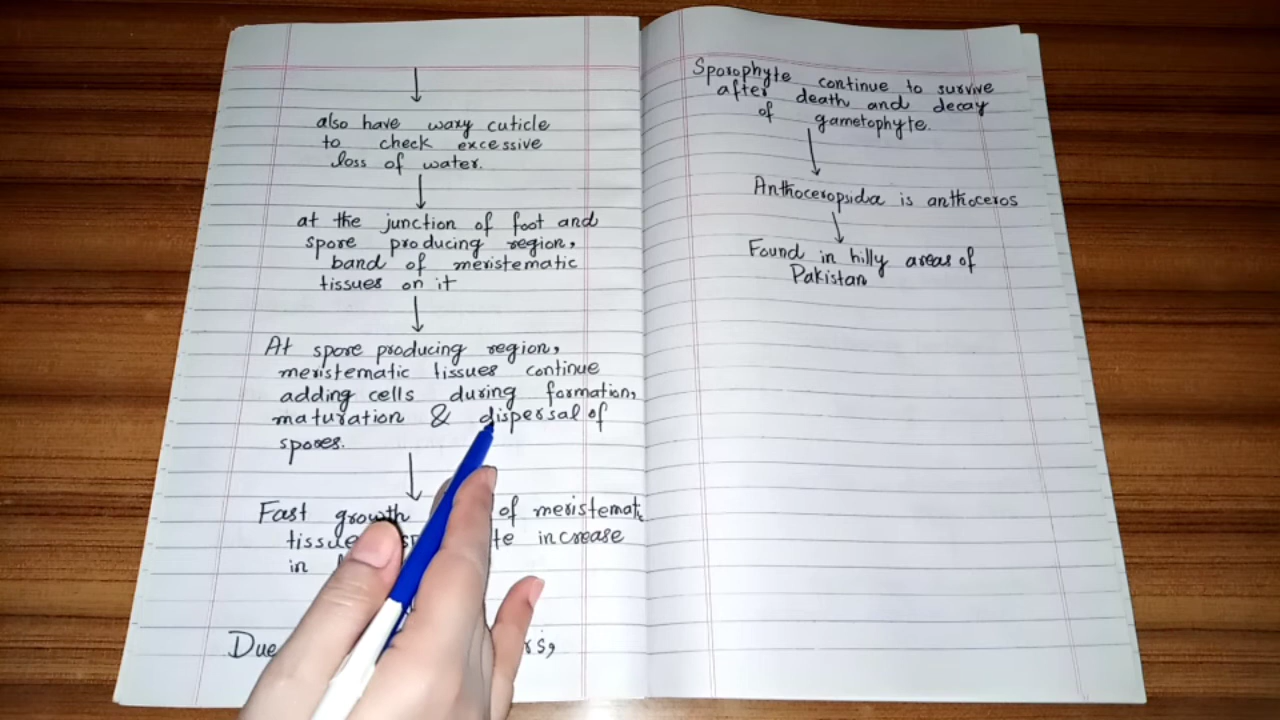 also have waxy cuticle
to check excessive
loss of water.
at the junction of foot and
spore producing region,
band of meristematic
tissues on it
At spore producing region,
meristematic tissues continue
adding cells during formation,
maturation & dispersal of
spores.
Fast growth of meristematic
tissue increase
in
Due
Sporophyte continue to survive
after death and decay
of gametophyte.
Anthoceropsida is anthoceros
Found in hilly areas of
Pakistan